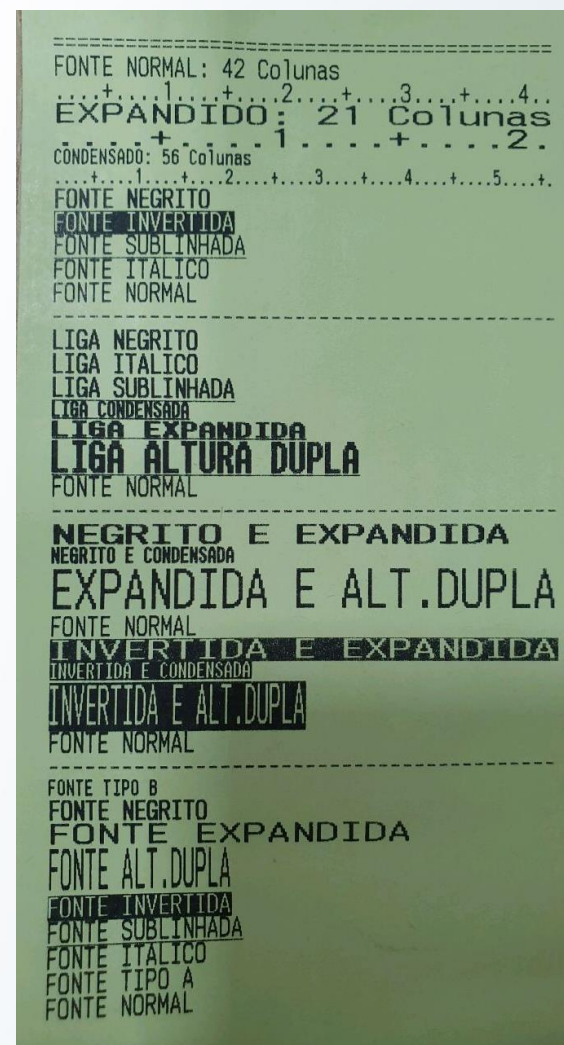 ==========================================
FONTE NORMAL: 42 Colunas
....+....1....+....2....+....3....+....4..
EXPANDIDO: 21 Colunas
....+....1....+....2.
CONDENSADO: 56 Colunas
....+....1....+....2....+....3....+....4....+....5....+.
FONTE NEGRITO
FONTE INVERTIDA
FONTE SUBLINHADA
FONTE ITALICO
FONTE NORMAL
------------------------------------------
LIGA NEGRITO
LIGA ITALICO
LIGA SUBLINHADA
LIGA CONDENSADA
LIGA EXPANDIDA
LIGA ALTURA DUPLA
FONTE NORMAL
------------------------------------------
NEGRITO E EXPANDIDA
NEGRITO E CONDENSADA
EXPANDIDA E ALT.DUPLA
FONTE NORMAL
INVERTIDA E EXPANDIDA
INVERTIDA E CONDENSADA
INVERTIDA E ALT.DUPLA
FONTE NORMAL
------------------------------------------
FONTE TIPO B
FONTE NEGRITO
FONTE EXPANDIDA
FONTE ALT.DUPLA
FONTE INVERTIDA
FONTE SUBLINHADA
FONTE ITALICO
FONTE TIPO A
FONTE NORMAL